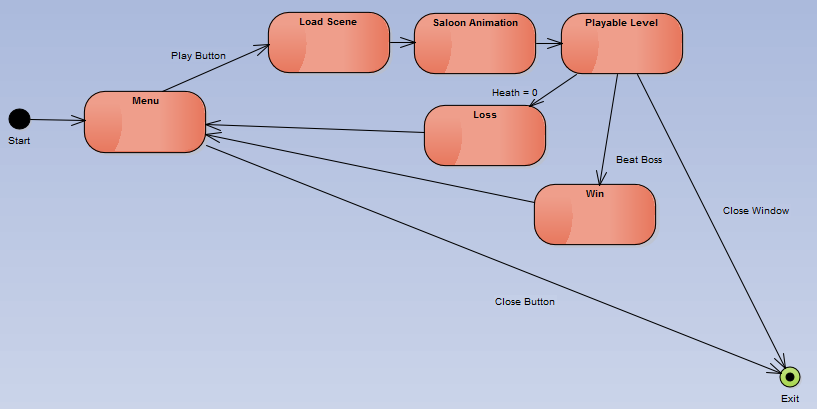 Load Scene
Saloon Animation
Playable Level
Play Button
Heath = 0
Menu
Loss
Start
Beat Boss
Win
Close Window
Close Button
Exit